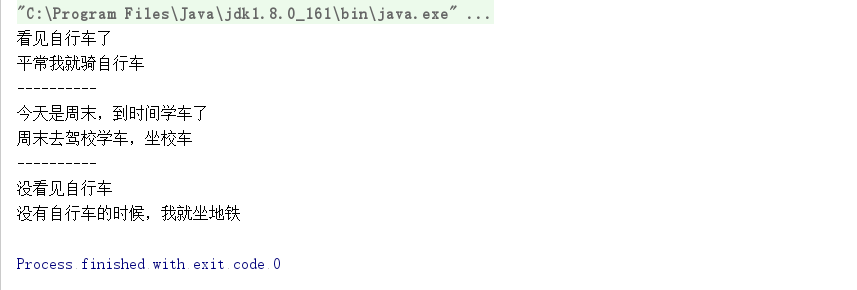 "C:\Program Files\Java\jdk1.8.0_161\bin\java.exe" ...
看见自行车了
平常我就骑自行车
----------
今天是周末，到时间学车了
周末去驾校学车，坐校车
----------
没看见自行车
没有自行车的时候，我就坐地铁
Process finished with exit code 0